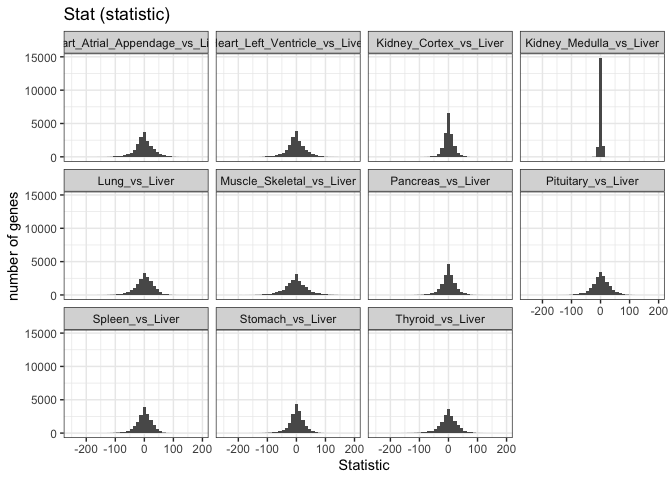 Stat (statistic)
art_Atrial_Appendage_vs_Li
Heart_Left_Ventricle_vs_Live
Kidney_Cortex_vs_Liver
Kidney_Medulla_vs_Liver
15000
10000
5000
0
Lung_vs_Liver
Muscle_Skeletal_vs_Liver
Pancreas_vs_Liver
Pituitary_vs_Liver
15000
10000
5000
0
number of genes
-200 -100 0 100 200
Spleen_vs_Liver
Stomach_vs_Liver
Thyroid_vs_Liver
15000
10000
5000
0
-200 -100 0 100 200
-200 -100 0 100 200
-200 -100 0 100 200
Statistic